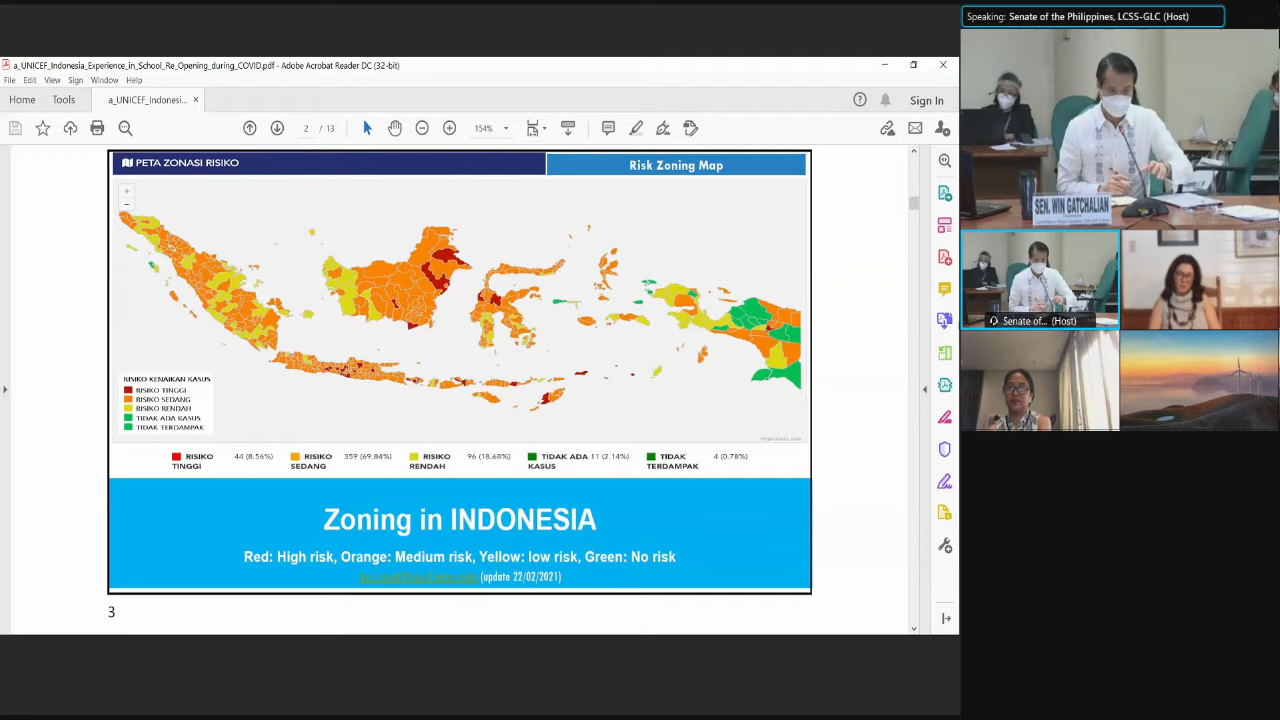 Speaking: Senate of the Philippines, LCSS-GLC (Host)
a_UNICEF_Indonesia_Experience_in_School_Re_Opening_during_COVID.pdf - Adobe Acrobat Reader DC (32-bit)
File Edit View Sign Window Help
Home Tools a_UNICEF_Indonesi... × Sign In
2 / 13 154%
PETA ZONASI RISIKO
Risk Zoning Map
RISIKO KENAIKAN KASUS
RISIKO TINGGI
RISIKO SEDANG
RISIKO RENDAH
TIDAK ADA KASUS
TIDAK TERDAMPAK
RISIKO TINGGI 44 (8.56%)
RISIKO SEDANG 359 (69.84%)
RISIKO RENDAH 96 (18.68%)
TIDAK ADA KASUS 11 (2.14%)
TIDAK TERDAMPAK 4 (0.78%)
Zoning in INDONESIA
Red: High risk, Orange: Medium risk, Yellow: low risk, Green: No risk
(update 22/02/2021)
3
SEN. WIN GATCHALIAN
Senate of... (Host)